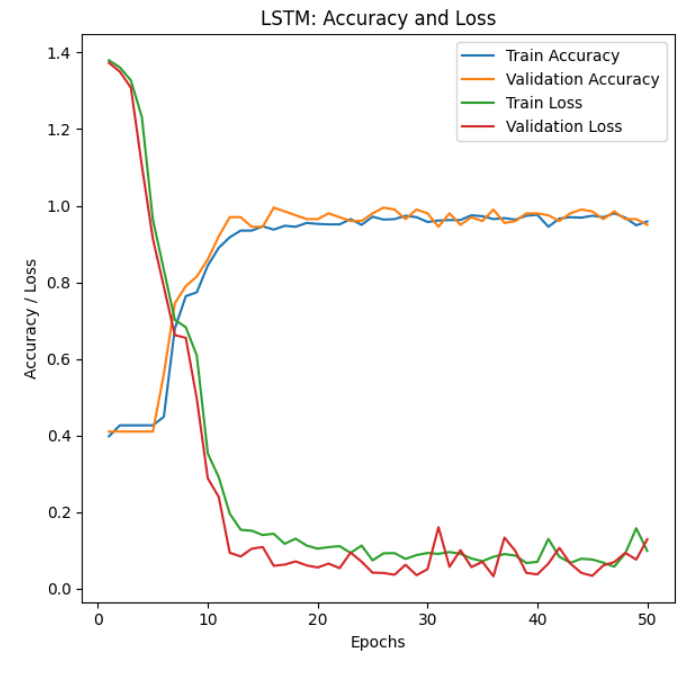 LSTM: Accuracy and Loss
Train Accuracy
Validation Accuracy
Train Loss
Validation Loss
Accuracy / Loss
1.4
1.2
1.0
0.8
0.6
0.4
0.2
0.0
0 10 20 30 40 50
Epochs